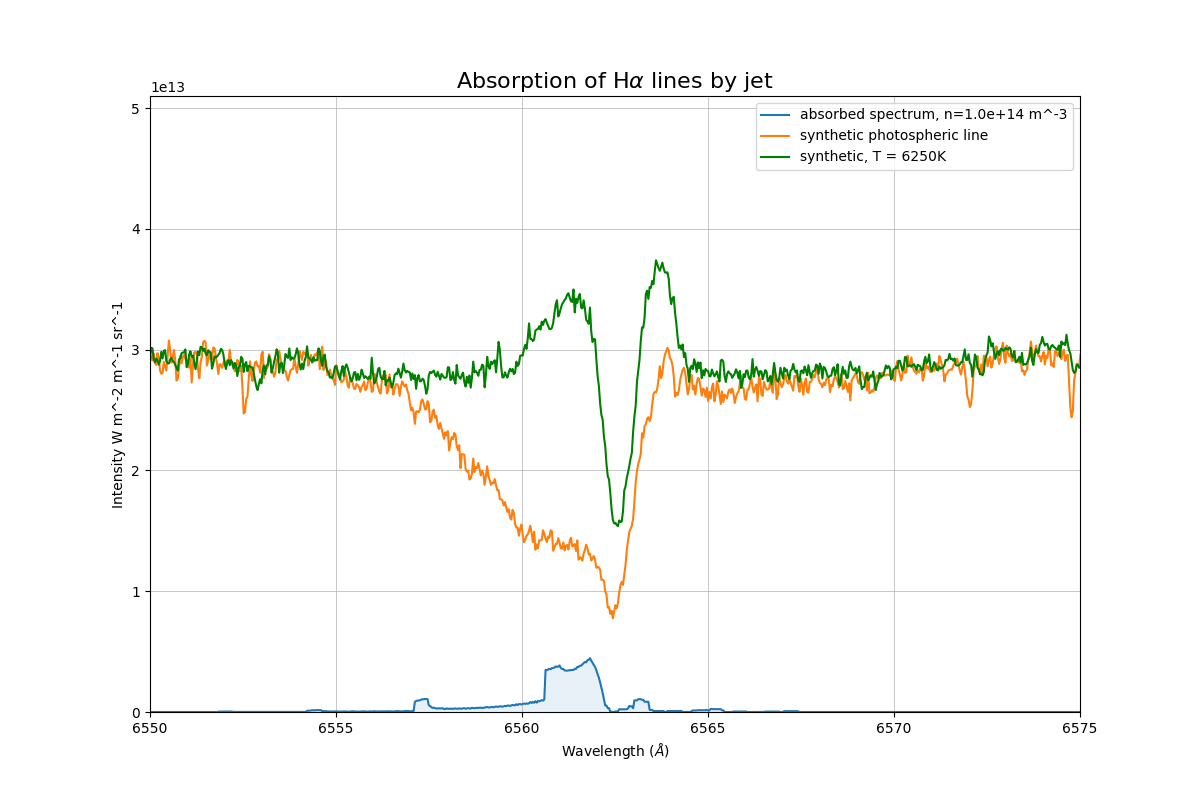 Absorption of Hα lines by jet
1e13
absorbed spectrum, n=1.0e+14 m^-3
synthetic photospheric line
synthetic, T = 6250K
5
4
3
2
1
0
Intensity W m^-2 m^-1 sr^-1
6550 6555 6560 6565 6570 6575
Wavelength (Å)